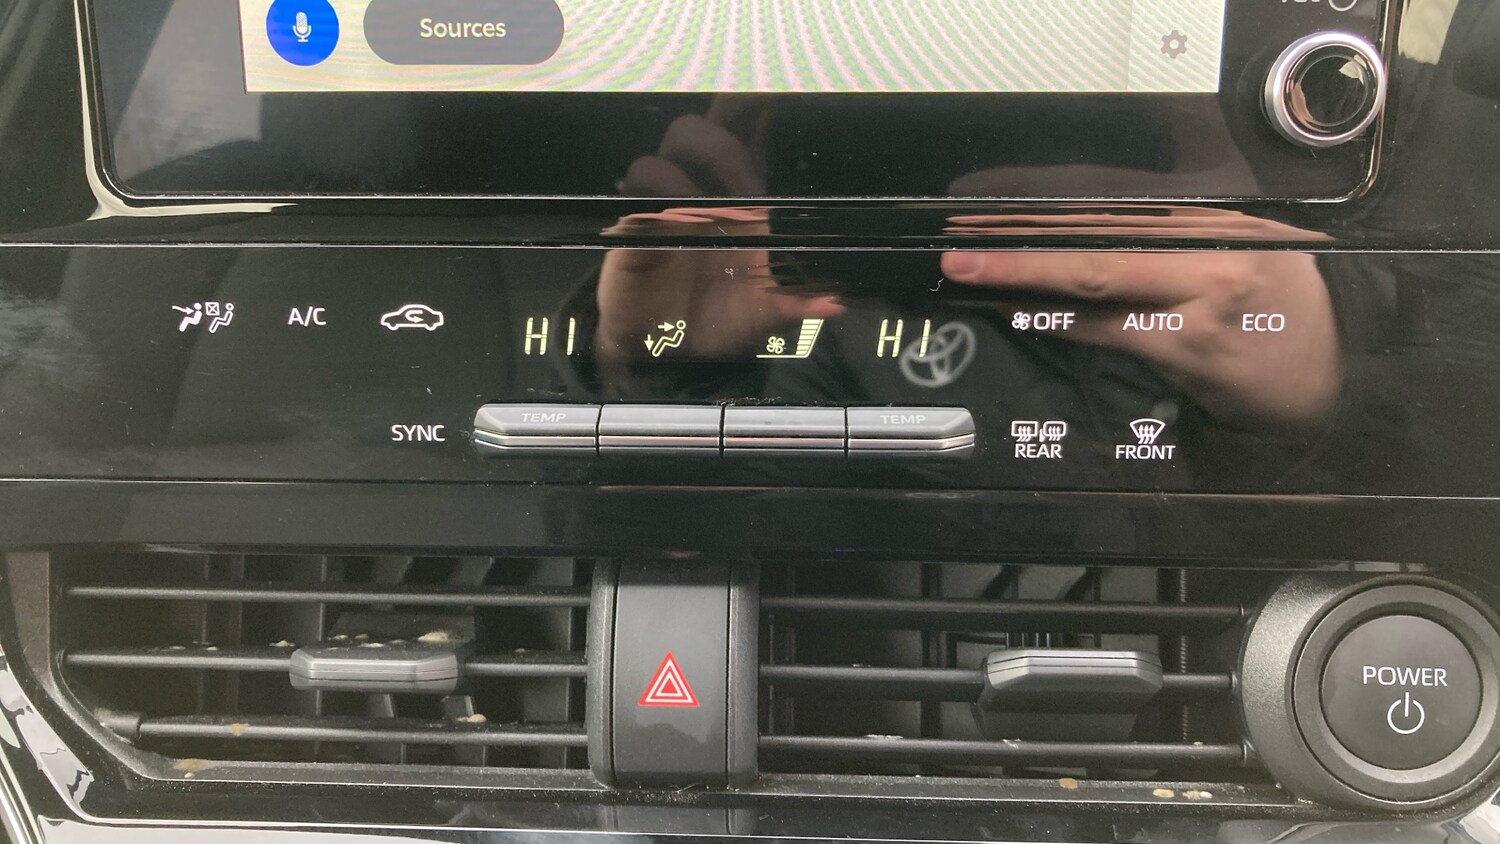 Sources
A/C
HI
HI
OFF
AUTO
ECO
SYNC
TEMP
TEMP
REAR
FRONT
POWER